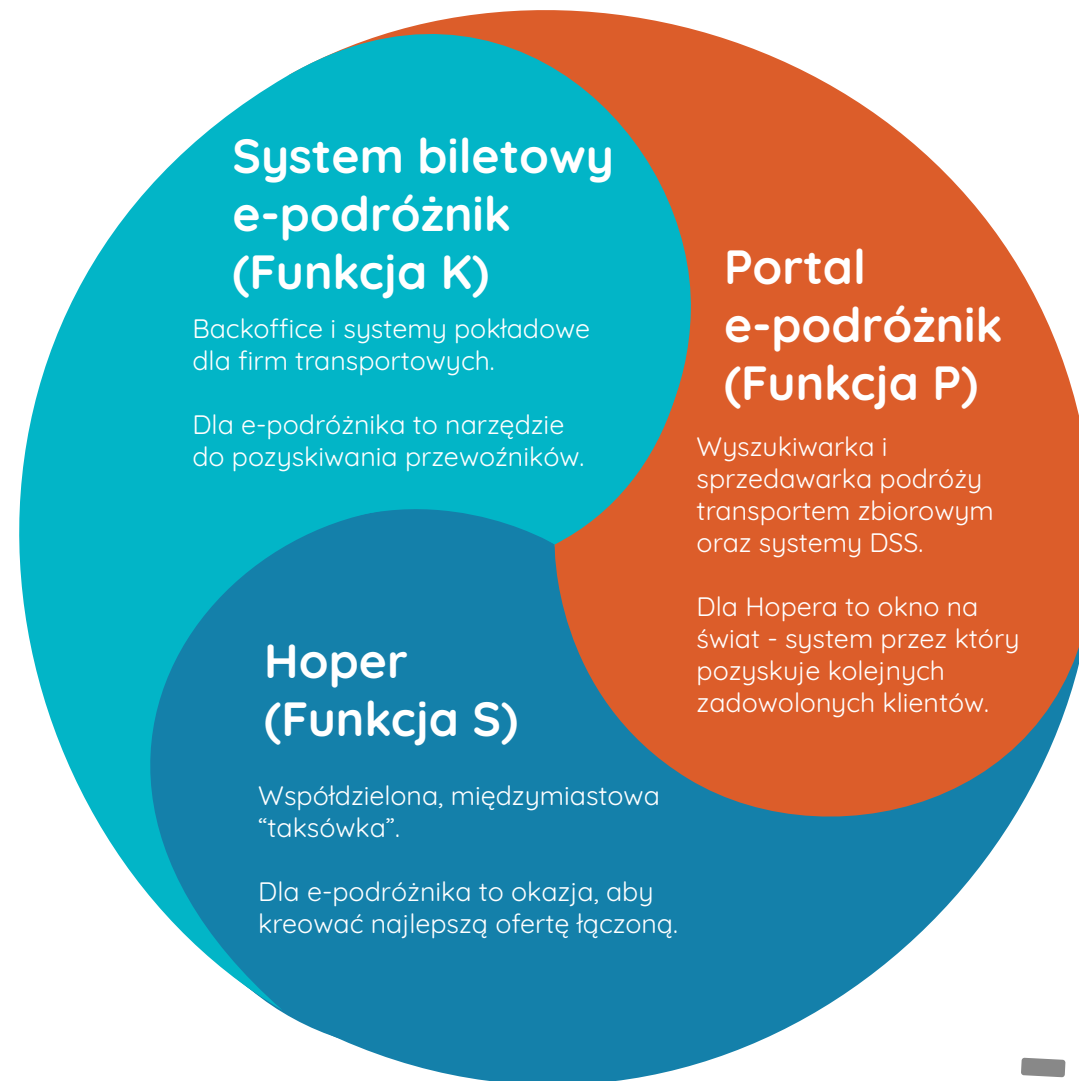 System biletowy
e-podróżnik
(Funkcja K)
Backoffice i systemy pokładowe
dla firm transportowych.
Dla e-podróżnika to narzędzie
do pozyskiwania przewoźników.
Portal
e-podróżnik
(Funkcja P)
Wyszukiwarka i
sprzedawarka podróży
transportem zbiorowym
oraz systemy DSS.
Dla Hopera to okno na
świat - system przez który
pozyskuje kolejnych
zadowolonych klientów.
Hoper
(Funkcja S)
Współdzielona, międzymiastowa
“taksówka”.
Dla e-podróżnika to okazja, aby
kreować najlepszą ofertę łączoną.